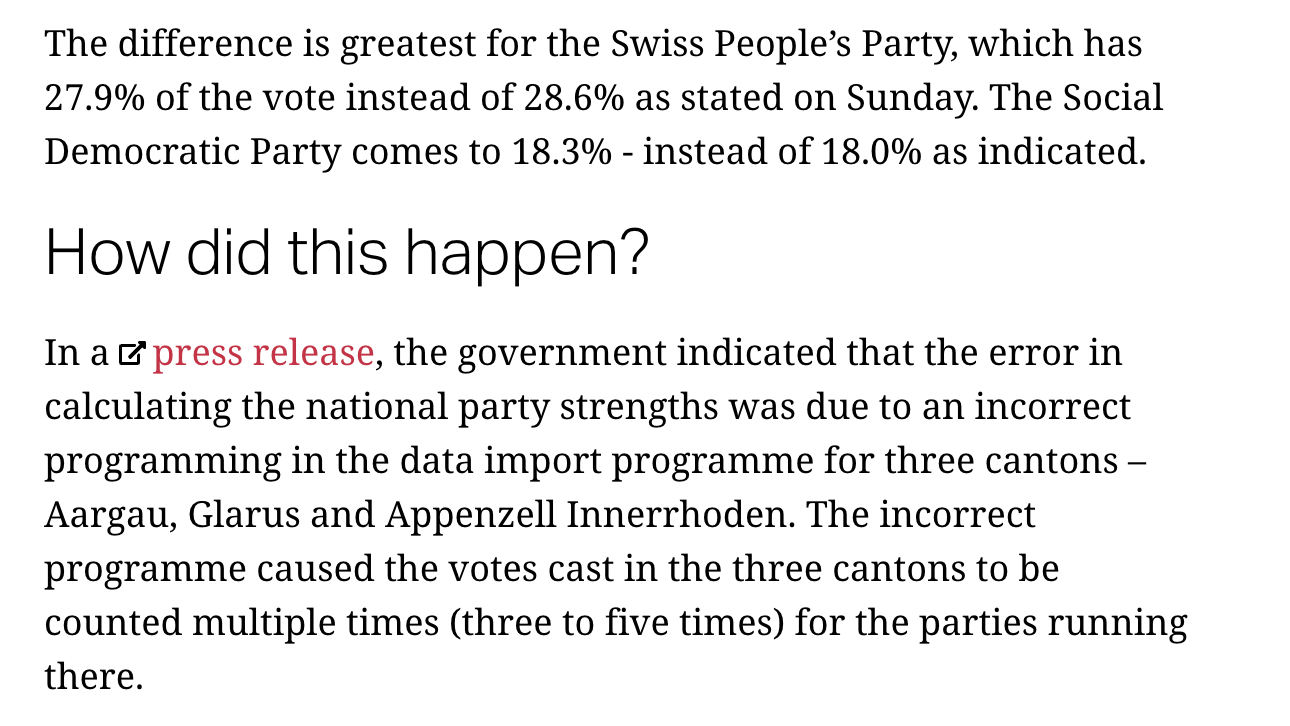 The difference is greatest for the Swiss People’s Party, which has
27.9% of the vote instead of 28.6% as stated on Sunday. The Social
Democratic Party comes to 18.3% - instead of 18.0% as indicated.
How did this happen?
In a press release, the government indicated that the error in
calculating the national party strengths was due to an incorrect
programming in the data import programme for three cantons –
Aargau, Glarus and Appenzell Innerrhoden. The incorrect
programme caused the votes cast in the three cantons to be
counted multiple times (three to five times) for the parties running
there.